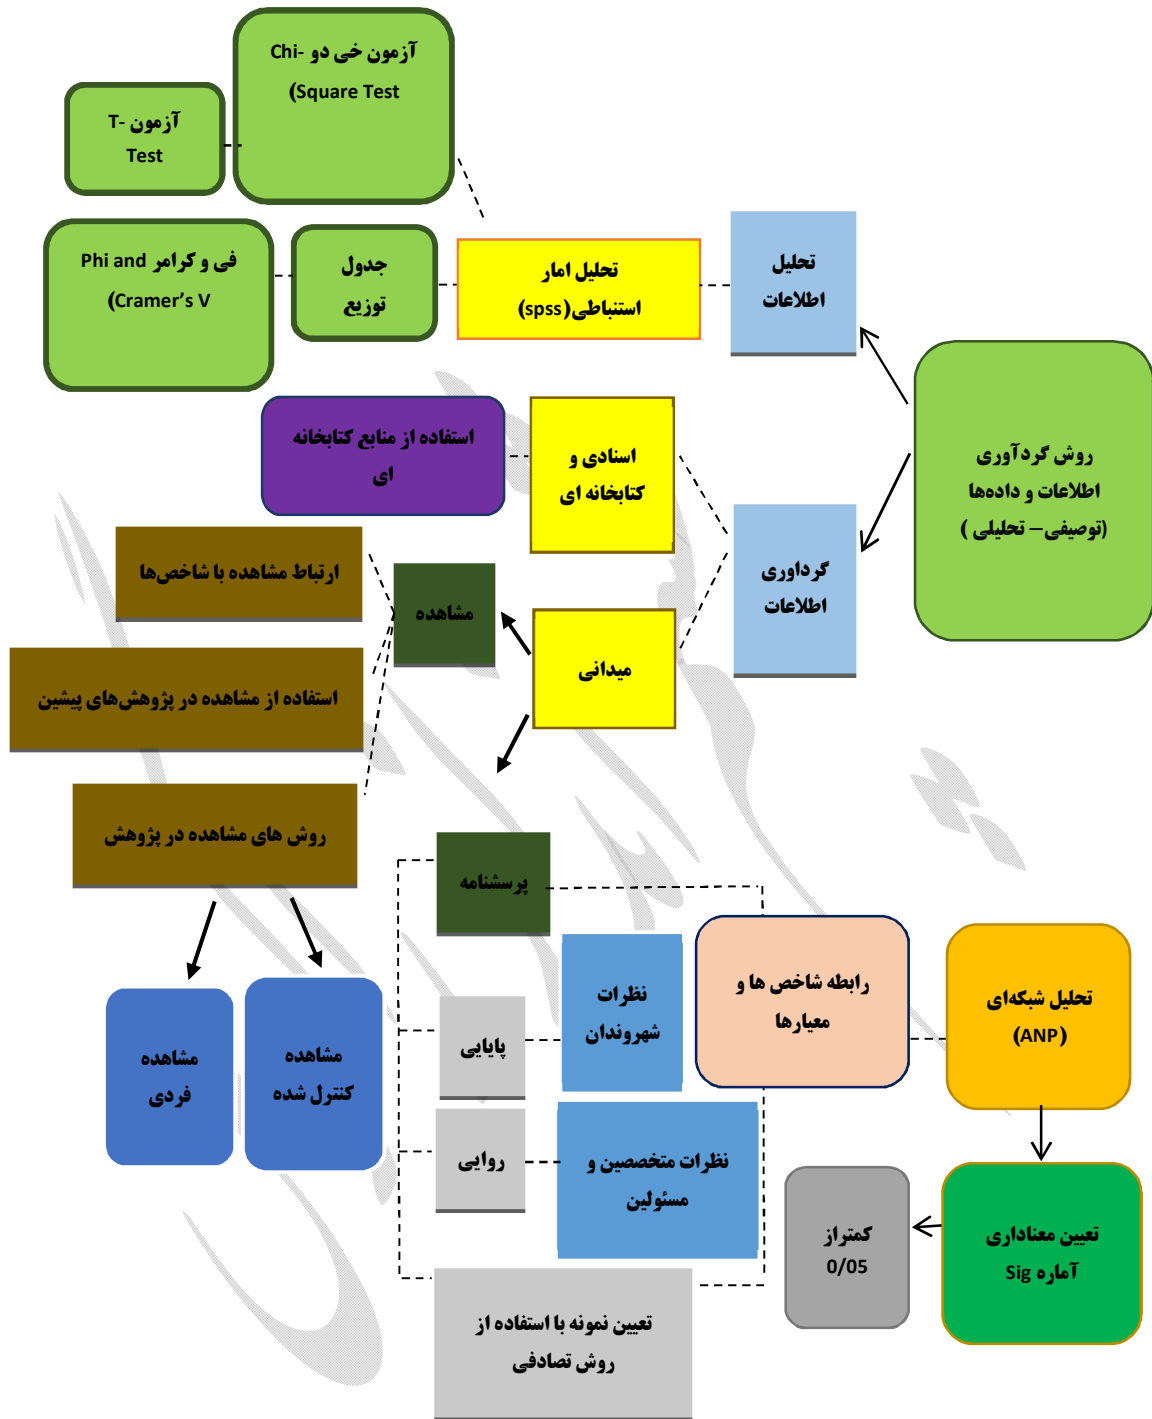 آزمون خی دو Chi-
Square Test)
آزمون T-
Test
فی و کرامر Phi and
Cramer's V)
جدول
توزیع
تحلیل امار
استنباطی(spss)
تحلیل
اطلاعات
روش گردآوری
اطلاعات و داده‌ها
(توصیفی– تحلیلی )
استفاده از منابع کتابخانه
ای
اسنادی و
کتابخانه ای
گرداوری
اطلاعات
ارتباط مشاهده با شاخص‌ها
مشاهده
میدانی
استفاده از مشاهده در پژوهش‌های پیشین
روش های مشاهده در پژوهش
پرسشنامه
مشاهده
فردی
مشاهده
کنترل شده
پایایی
نظرات
شهروندان
رابطه شاخص ها و
معیارها
تحلیل شبکه‌ای
(ANP)
روایی
نظرات متخصصین و
مسئولین
کمتراز
0/05
تعیین معناداری
آماره Sig
تعیین نمونه با استفاده از
روش تصادفی